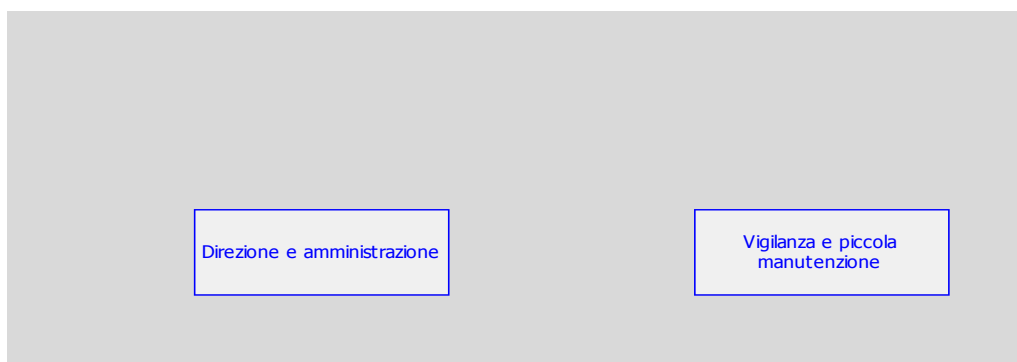 Direzione e amministrazione
Vigilanza e piccola
manutenzione